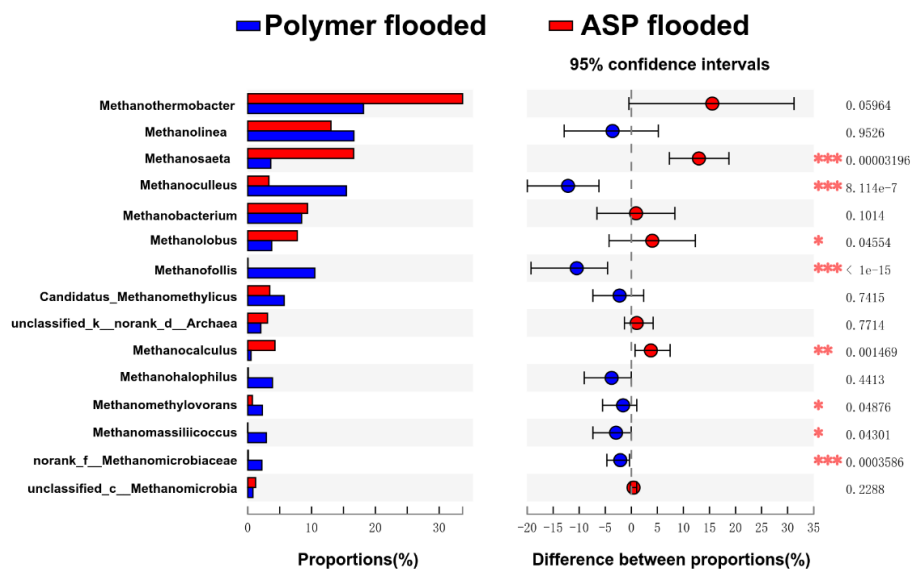 Polymer flooded ASP flooded
95% confidence intervals
Methanothermobacter 0.05964
Methanolinea 0.9526
Methanosaeta *** 0.00003196
Methanoculleus *** 8.114e-7
Methanobacterium 0.1014
Methanolobus * 0.04554
Methanofollis *** < 1e-15
Candidatus_Methanomethylicus 0.7415
unclassified_k__norank_d__Archaea 0.7714
Methanocalculus ** 0.001469
Methanohalophilus 0.4413
Methanomethylovorans * 0.04876
Methanomassiliicoccus * 0.04301
norank_f__Methanomicrobiaceae *** 0.0003586
unclassified_c__Methanomicrobia 0.2288
0 10 20 30 -20 -15 -10 -5 0 5 10 15 20 25 30 35
Proportions(%) Difference between proportions(%)